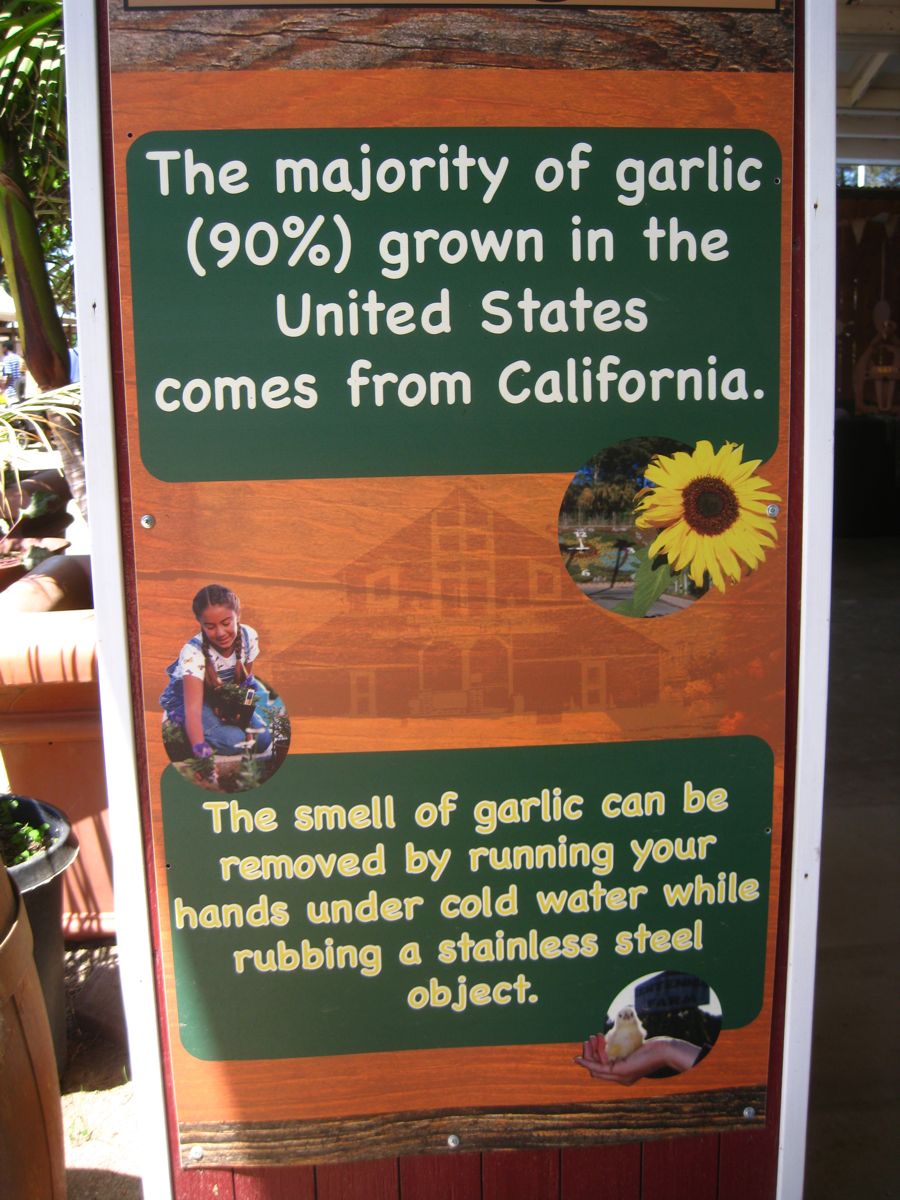 The majority of garlic
(90%) grown in the
United States
comes from California.
The smell of garlic can be
removed by running your
hands under cold water while
rubbing a stainless steel
object.
FARM